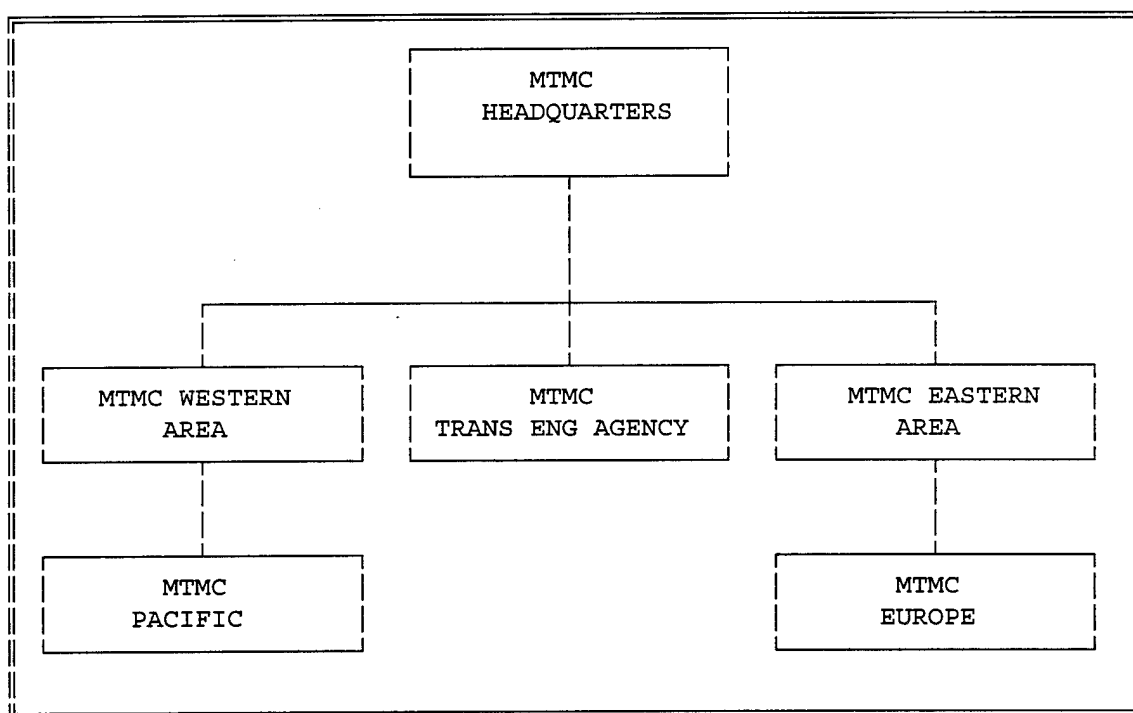 MTMC
HEADQUARTERS
MTMC WESTERN
AREA
MTMC
TRANS ENG AGENCY
MTMC EASTERN
AREA
MTMC
PACIFIC
MTMC
EUROPE